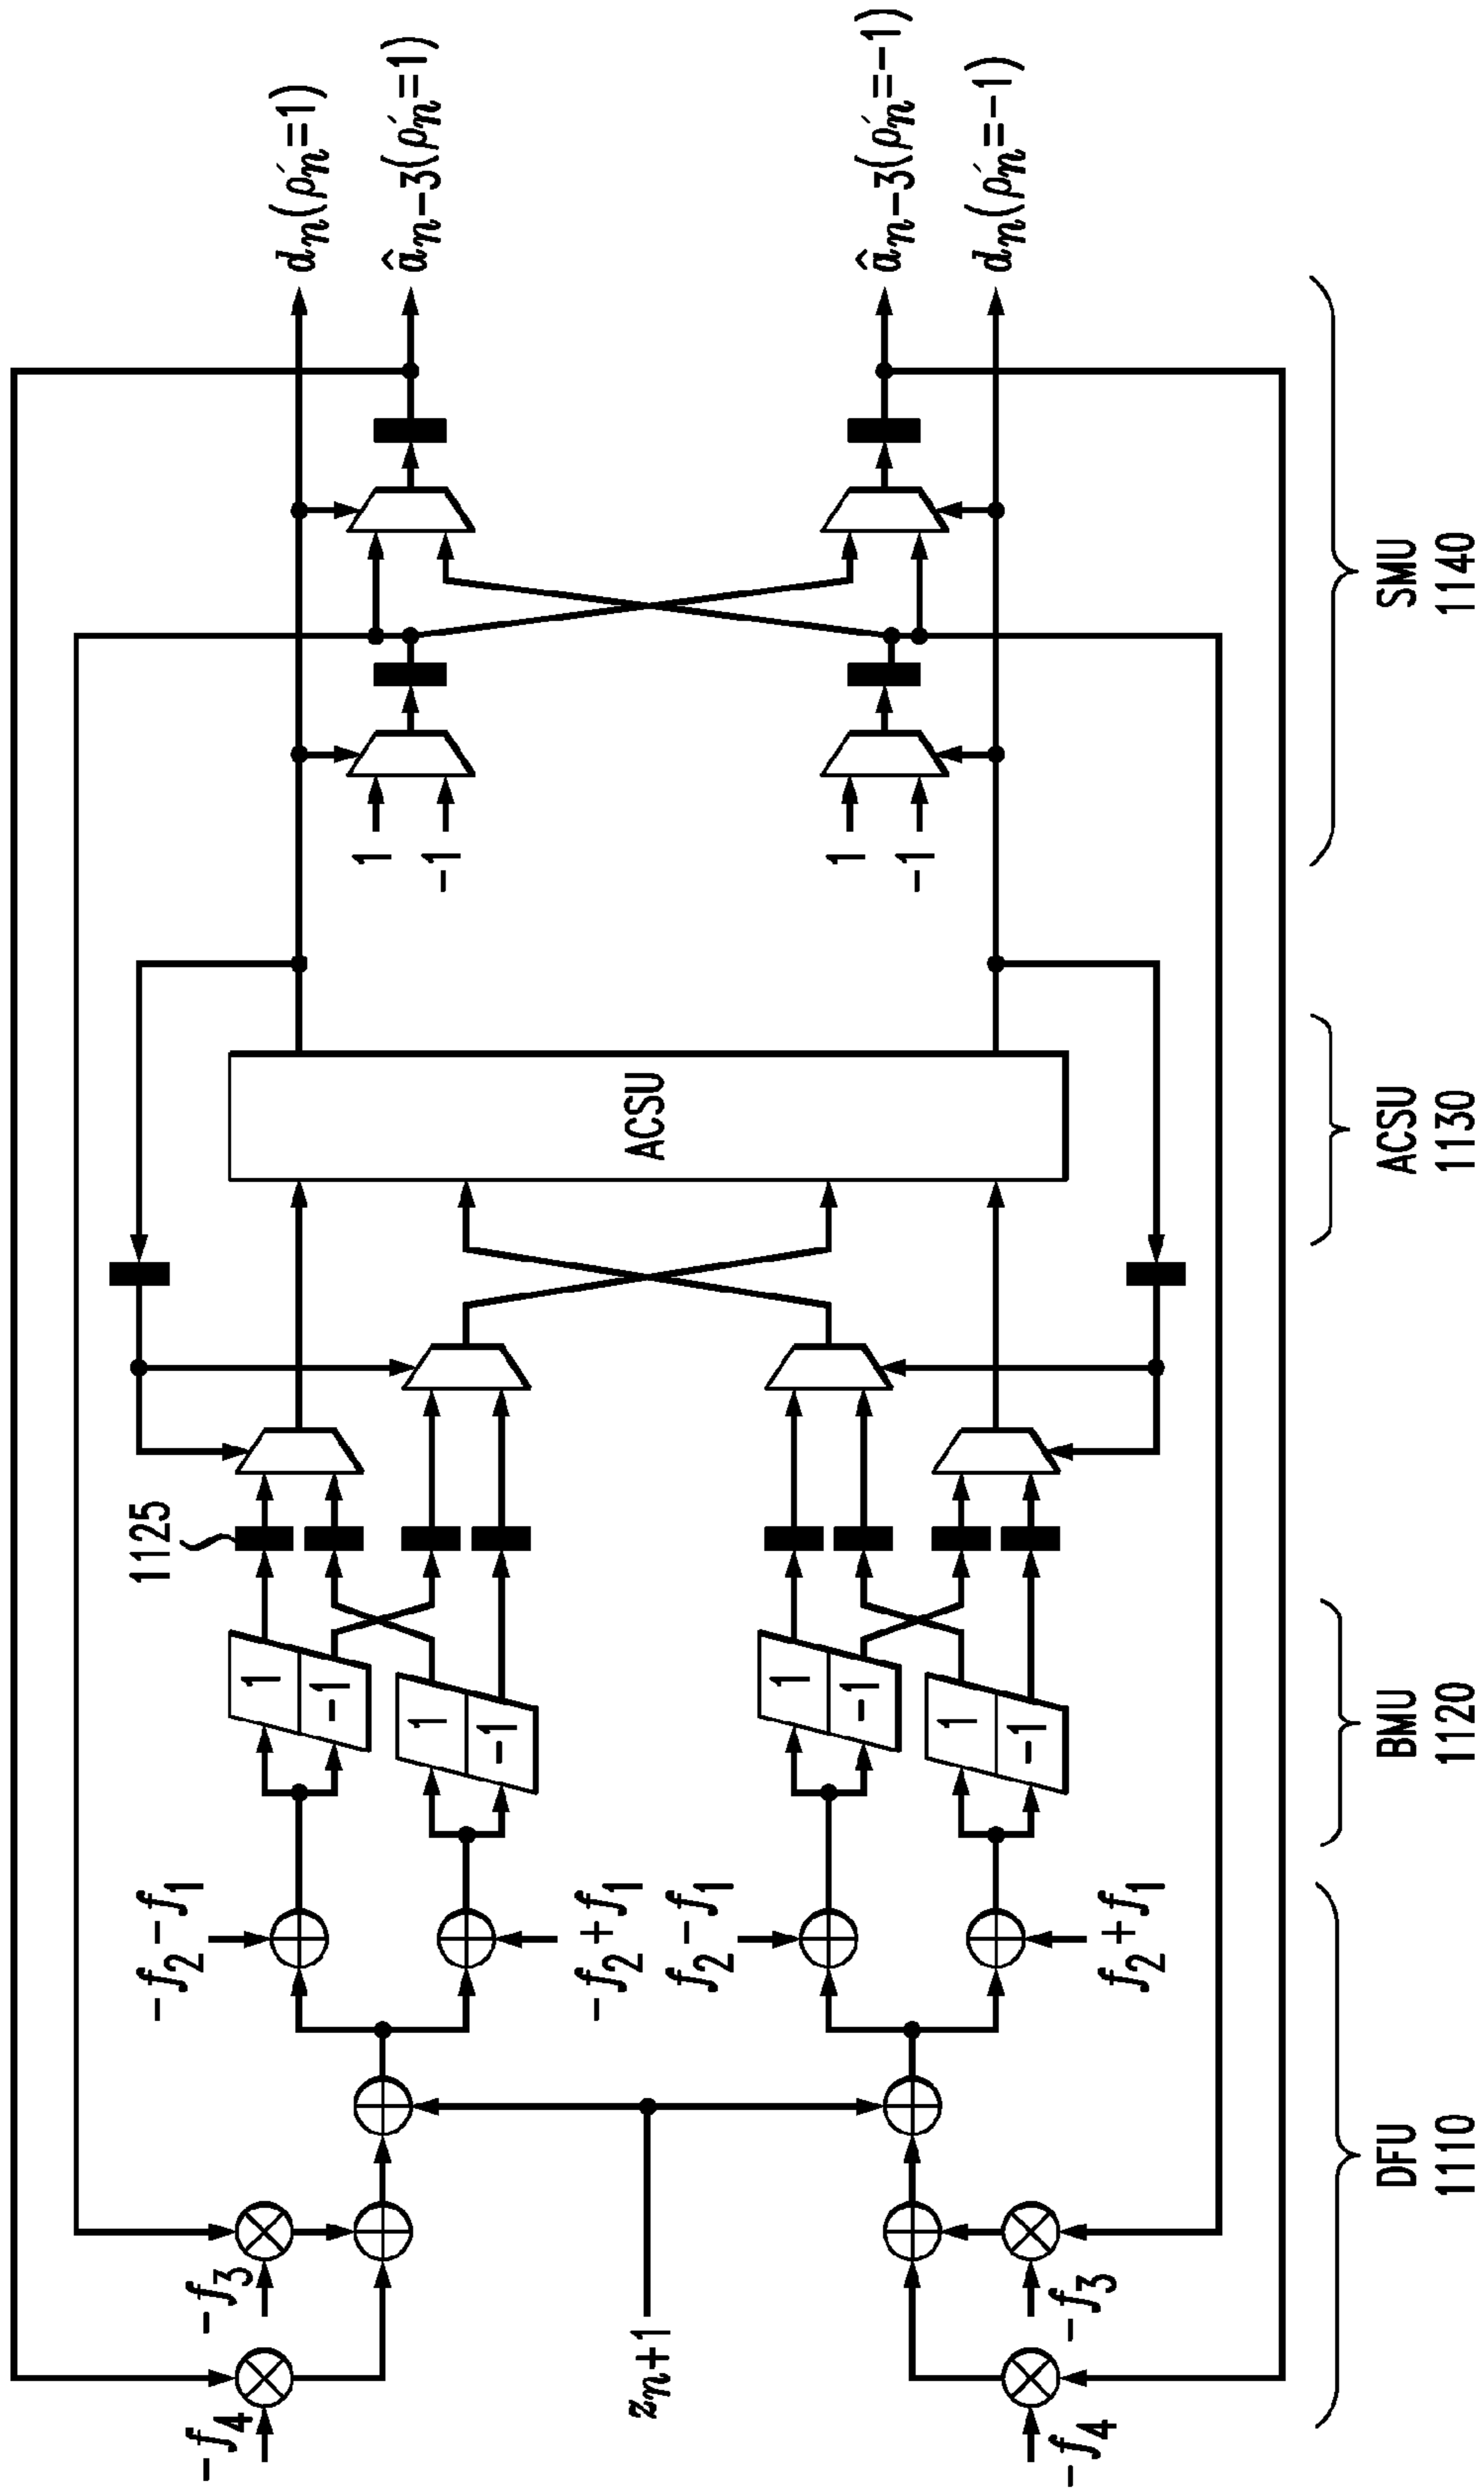 1125
-f4
-f3
-f2-f1
dn(ρ′n=1)
1
ân-3(ρ′n=1)
-1
1
-1
1
-1
1
-1
-f2+f1
zn+1
ACSU
f2-f1
1
-1
1
-1
1
-1
ân-3(ρ′n=-1)
dn(ρ′n=-1)
-f4
-f3
f2+f1
DFU
1110
BMU
1120
ACSU
1130
SMU
1140